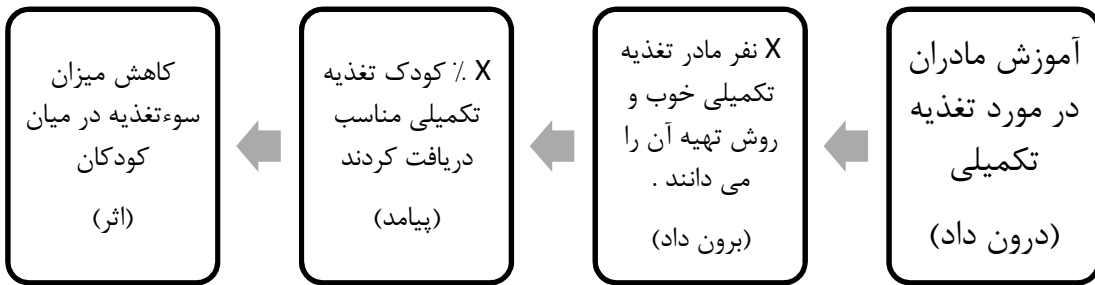 آموزش مادران
در مورد تغذیه
تکمیلی
(درون داد)
X نفر مادر تغذیه
تکمیلی خوب و
روش تهیه آن را
می دانند .
(برون داد)
X ٪ کودک تغذیه
تکمیلی مناسب
دریافت کردند
(پیامد)
کاهش میزان
سوءتغذیه در میان
کودکان
(اثر)